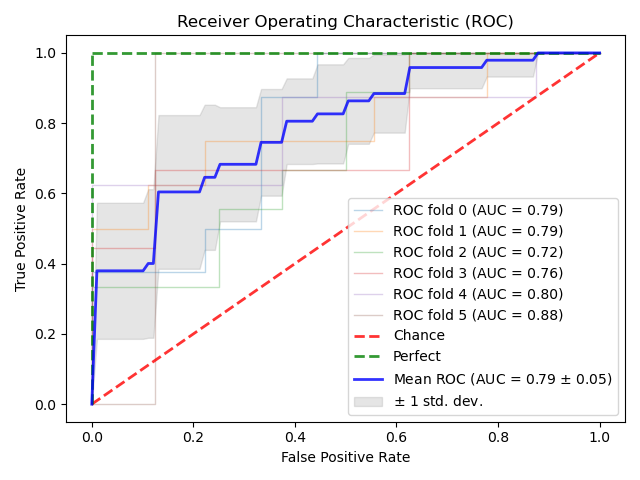 Receiver Operating Characteristic (ROC)
True Positive Rate
1.0
0.8
0.6
0.4
0.2
0.0
ROC fold 0 (AUC = 0.79)
ROC fold 1 (AUC = 0.79)
ROC fold 2 (AUC = 0.72)
ROC fold 3 (AUC = 0.76)
ROC fold 4 (AUC = 0.80)
ROC fold 5 (AUC = 0.88)
Chance
Perfect
Mean ROC (AUC = 0.79 ± 0.05)
± 1 std. dev.
0.0 0.2 0.4 0.6 0.8 1.0
False Positive Rate